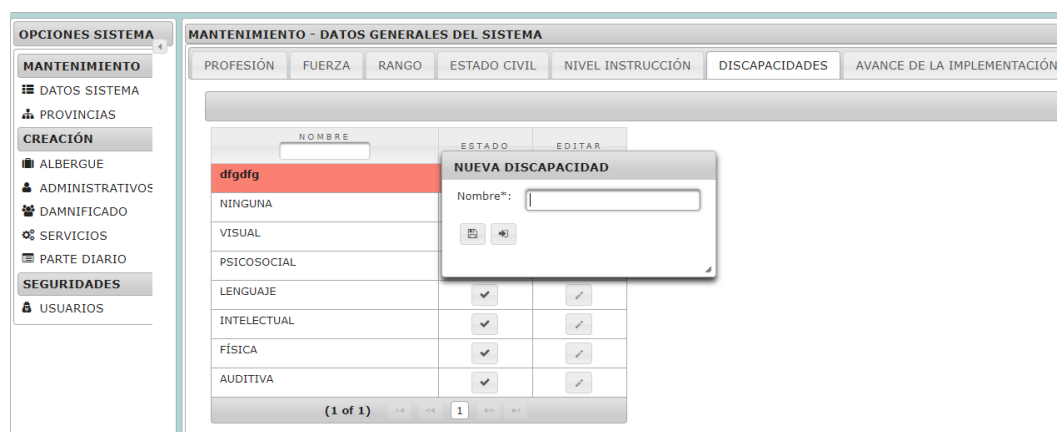 OPCIONES SISTEMA
MANTENIMIENTO
DATOS SISTEMA
PROVINCIAS
CREACIÓN
ALBERGUE
ADMINISTRATIVOS
DAMNIFICADO
SERVICIOS
PARTE DIARIO
SEGURIDADES
USUARIOS
MANTENIMIENTO - DATOS GENERALES DEL SISTEMA
PROFESIÓN FUERZA RANGO ESTADO CIVIL NIVEL INSTRUCCIÓN DISCAPACIDADES AVANCE DE LA IMPLEMENTACIÓN
NOMBRE ESTADO EDITAR
dfgdfg
NINGUNA
VISUAL
PSICOSOCIAL
LENGUAJE
INTELECTUAL
FÍSICA
AUDITIVA
(1 of 1) 1
NUEVA DISCAPACIDAD
Nombre*: